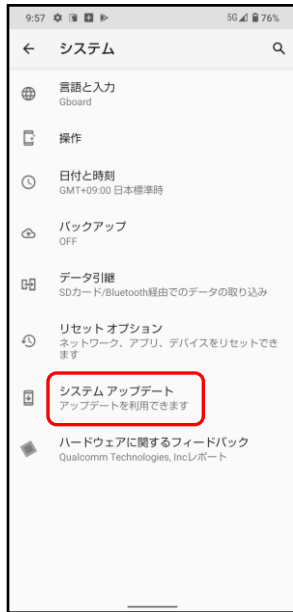 9:57
5G 76%
システム
言語と入力
Gboard
操作
日付と時刻
GMT+09:00 日本標準時
バックアップ
OFF
データ引継
SDカード/Bluetooth経由でのデータの取り込み
リセット オプション
ネットワーク、アプリ、デバイスをリセットでき
ます
システム アップデート
アップデートを利用できます
ハードウェアに関するフィードバック
Qualcomm Technologies, Incレポート